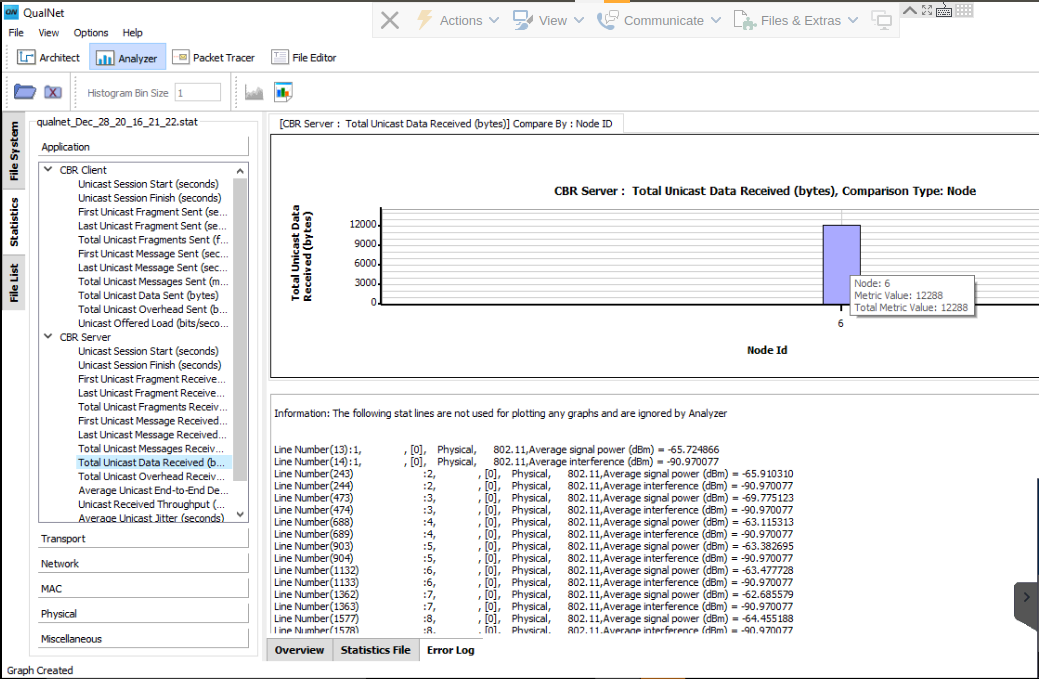 QualNet
File View Options Help
Actions View Communicate Files & Extras
Architect Analyzer Packet Tracer File Editor
Histogram Bin Size 1
File System
Statistics
File List
qualnet_Dec_28_20_16_21_22.stat
Application
CBR Client
Unicast Session Start (seconds)
Unicast Session Finish (seconds)
First Unicast Fragment Sent (se...
Last Unicast Fragment Sent (se...
Total Unicast Fragments Sent (f...
First Unicast Message Sent (sec...
Last Unicast Message Sent (sec...
Total Unicast Messages Sent (m...
Total Unicast Data Sent (bytes)
Total Unicast Overhead Sent (b...
Unicast Offered Load (bits/seco...
CBR Server
Unicast Session Start (seconds)
Unicast Session Finish (seconds)
First Unicast Fragment Receive...
Last Unicast Fragment Receive...
Total Unicast Fragments Receiv...
First Unicast Message Received...
Last Unicast Message Received...
Total Unicast Messages Receiv...
Total Unicast Data Received (b...
Total Unicast Overhead Receiv...
Average Unicast End-to-End De...
Unicast Received Throughput (...
Average Unicast Jitter (seconds)
Transport
Network
MAC
Physical
Miscellaneous
[CBR Server : Total Unicast Data Received (bytes)] Compare By : Node ID
CBR Server : Total Unicast Data Received (bytes), Comparison Type: Node
Total Unicast Data
Received (bytes)
12000
9000
6000
3000
0
Node: 6
Metric Value: 12288
Total Metric Value: 12288
6
Node Id
Information: The following stat lines are not used for plotting any graphs and are ignored by Analyzer
Line Number(13):1, , [0], Physical, 802.11,Average signal power (dBm) = -65.724866
Line Number(14):1, , [0], Physical, 802.11,Average interference (dBm) = -90.970077
Line Number(243) :2, , [0], Physical, 802.11,Average signal power (dBm) = -65.910310
Line Number(244) :2, , [0], Physical, 802.11,Average interference (dBm) = -90.970077
Line Number(473) :3, , [0], Physical, 802.11,Average signal power (dBm) = -69.775123
Line Number(474) :3, , [0], Physical, 802.11,Average interference (dBm) = -90.970077
Line Number(688) :4, , [0], Physical, 802.11,Average signal power (dBm) = -63.115313
Line Number(689) :4, , [0], Physical, 802.11,Average interference (dBm) = -90.970077
Line Number(903) :5, , [0], Physical, 802.11,Average signal power (dBm) = -63.382695
Line Number(904) :5, , [0], Physical, 802.11,Average interference (dBm) = -90.970077
Line Number(1132) :6, , [0], Physical, 802.11,Average signal power (dBm) = -63.477728
Line Number(1133) :6, , [0], Physical, 802.11,Average interference (dBm) = -90.970077
Line Number(1362) :7, , [0], Physical, 802.11,Average signal power (dBm) = -62.685579
Line Number(1363) :7, , [0], Physical, 802.11,Average interference (dBm) = -90.970077
Line Number(1577) :8, , [0], Physical, 802.11,Average signal power (dBm) = -64.455188
Line Number(1578) :8, , [0], Physical, 802.11,Average interference (dBm) = -90.970077
Overview Statistics File Error Log
Graph Created